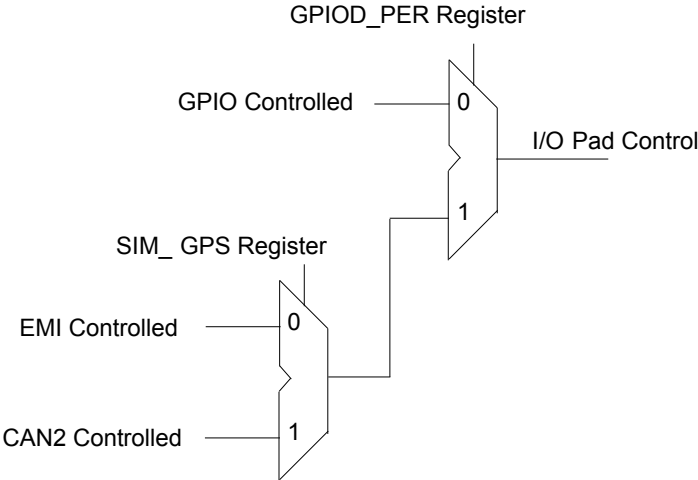 GPIOD_PER Register
GPIO Controlled
0
I/O Pad Control
1
SIM_ GPS Register
EMI Controlled
0
CAN2 Controlled
1